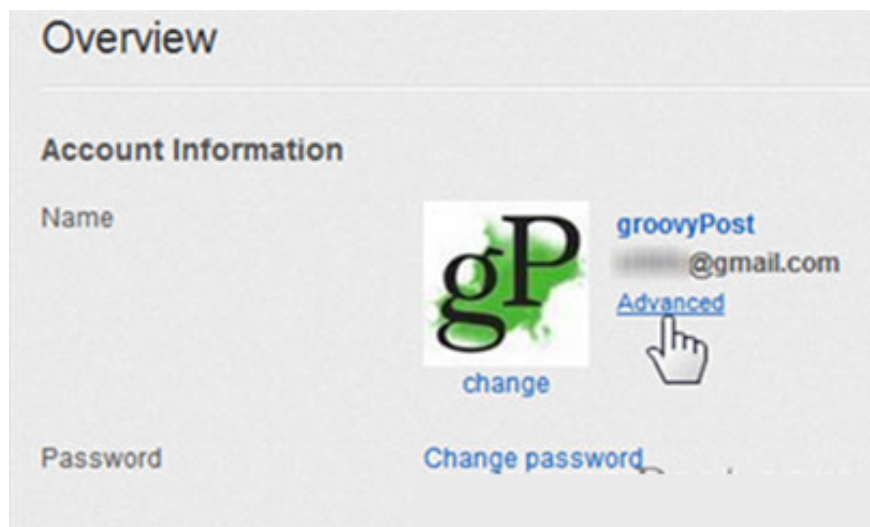 Overview
Account Information
Name
gP
groovyPost
@gmail.com
Advanced
change
Password
Change password